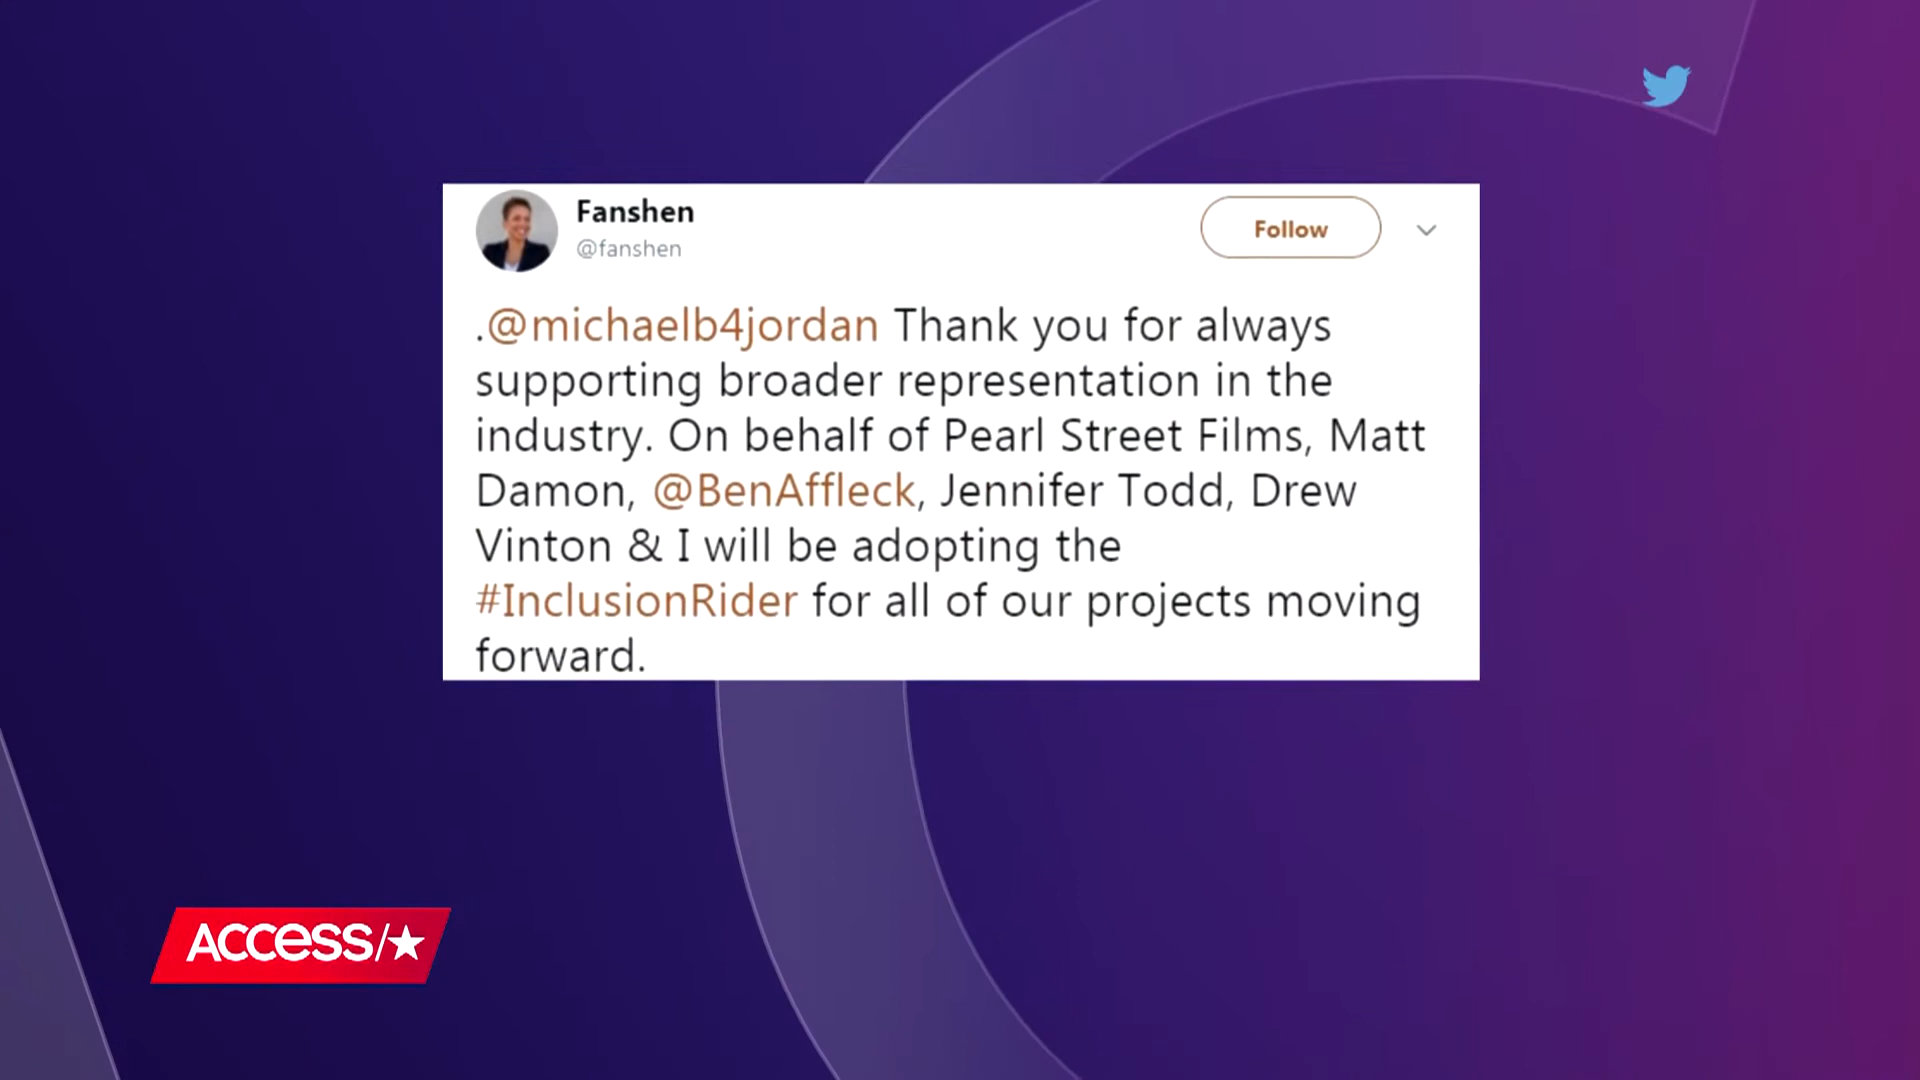 Fanshen
@fanshen
Follow
.@michaelb4jordan Thank you for always
supporting broader representation in the
industry. On behalf of Pearl Street Films, Matt
Damon, @BenAffleck, Jennifer Todd, Drew
Vinton & I will be adopting the
#InclusionRider for all of our projects moving
forward.
ACCESS/★